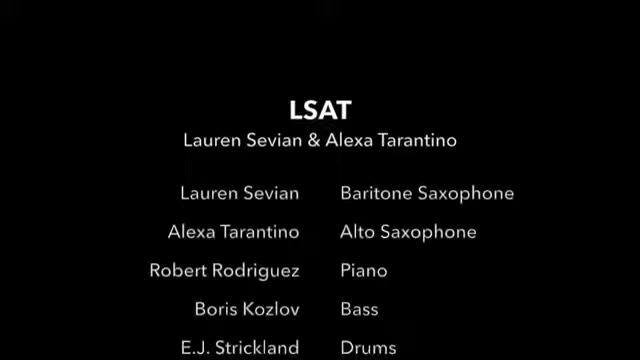 LSAT
Lauren Sevian & Alexa Tarantino
Lauren Sevian Baritone Saxophone
Alexa Tarantino Alto Saxophone
Robert Rodriguez Piano
Boris Kozlov Bass
E.J. Strickland Drums